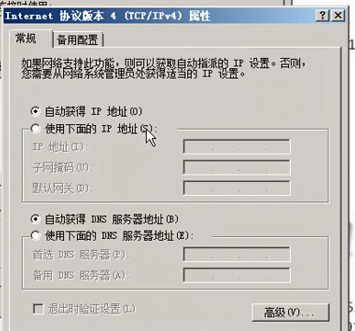 Internet 协议版本 4 (TCP/IPv4) 属性
常规 备用配置
如果网络支持此功能，则可以获取自动指派的 IP 设置。否则，
您需要从网络系统管理员处获得适当的 IP 设置。
自动获得 IP 地址(O)
使用下面的 IP 地址(S):
IP 地址(I):
子网掩码(U):
默认网关(D):
自动获得 DNS 服务器地址(B)
使用下面的 DNS 服务器地址(E):
首选 DNS 服务器(P):
备用 DNS 服务器(A):
退出时验证设置(L)
高级(V)...